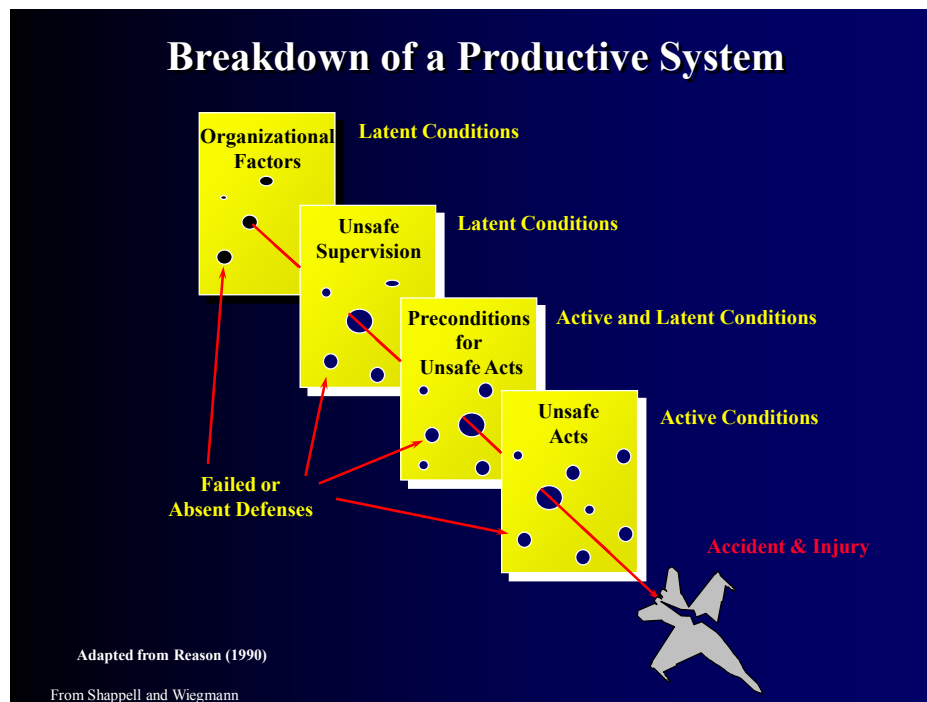 Breakdown of a Productive System
Organizational
Factors
Latent Conditions
Unsafe
Supervision
Latent Conditions
Preconditions
for
Unsafe Acts
Active and Latent Conditions
Unsafe
Acts
Active Conditions
Failed or
Absent Defenses
Accident & Injury
Adapted from Reason (1990)
From Shappell and Wiegmann